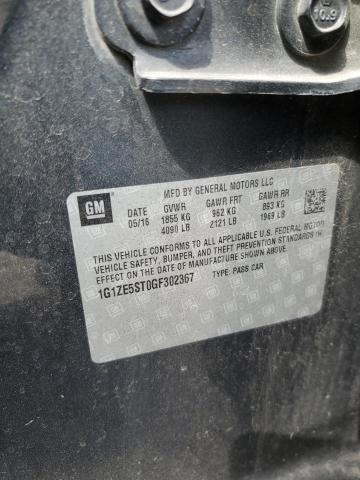 10.9
GM
MFD BY GENERAL MOTORS LLC
DATE GVWR GAWR FRT GAWR RR
05/16 1855 KG 962 KG 893 KG
4090 LB 2121 LB 1969 LB
THIS VEHICLE CONFORMS TO ALL APPLICABLE U.S. FEDERAL MOTOR
VEHICLE SAFETY, BUMPER, AND THEFT PREVENTION STANDARDS IN
EFFECT ON THE DATE OF MANUFACTURE SHOWN ABOVE.
1G1ZE5ST0GF302367 TYPE: PASS CAR